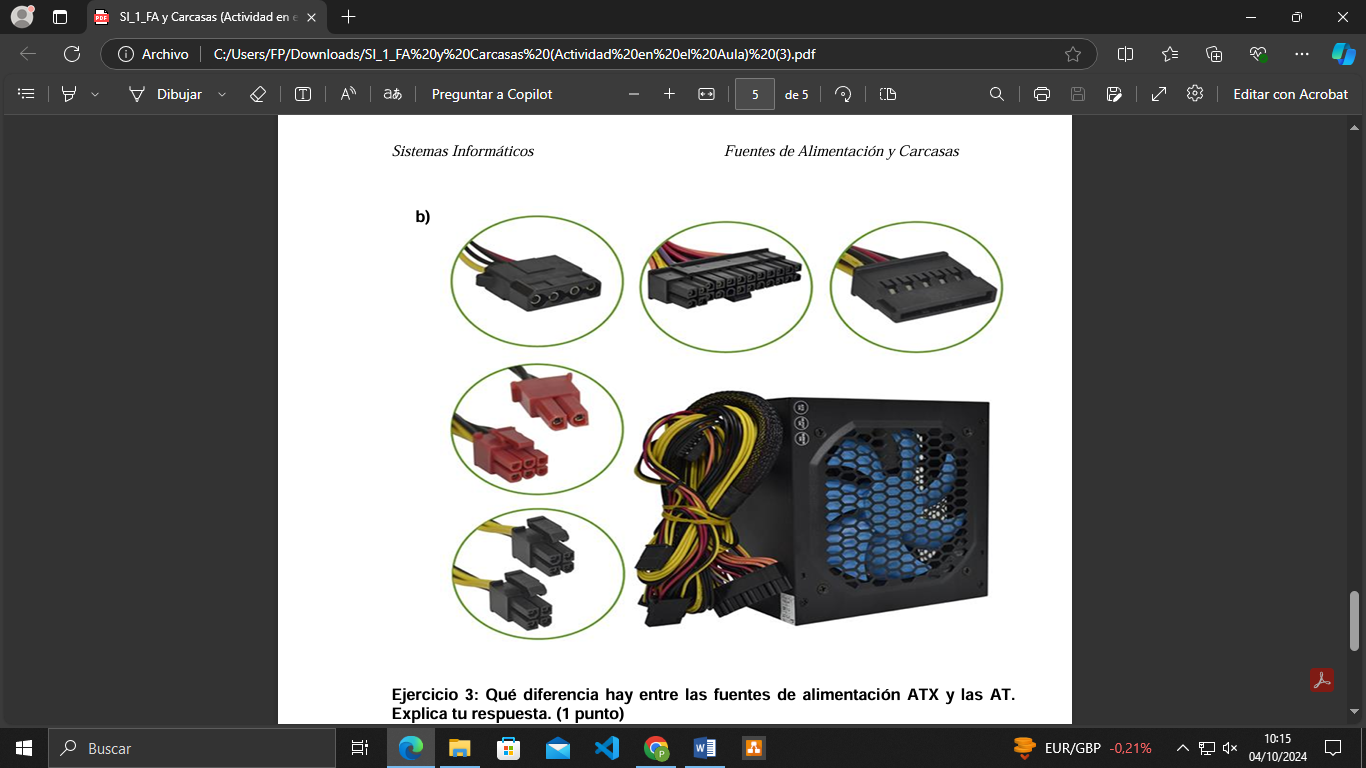 SI_1_FA y Carcasas (Actividad en e
Archivo
C:/Users/FP/Downloads/SI_1_FA%20y%20Carcasas%20(Actividad%20en%20el%20Aula)%20(3).pdf
Dibujar
aあ
Preguntar a Copilot
5
de 5
Editar con Acrobat
Sistemas Informáticos
Fuentes de Alimentación y Carcasas
b)
Ejercicio 3: Qué diferencia hay entre las fuentes de alimentación ATX y las AT.
Explica tu respuesta. (1 punto)
Buscar
EUR/GBP
-0,21%
10:15
04/10/2024